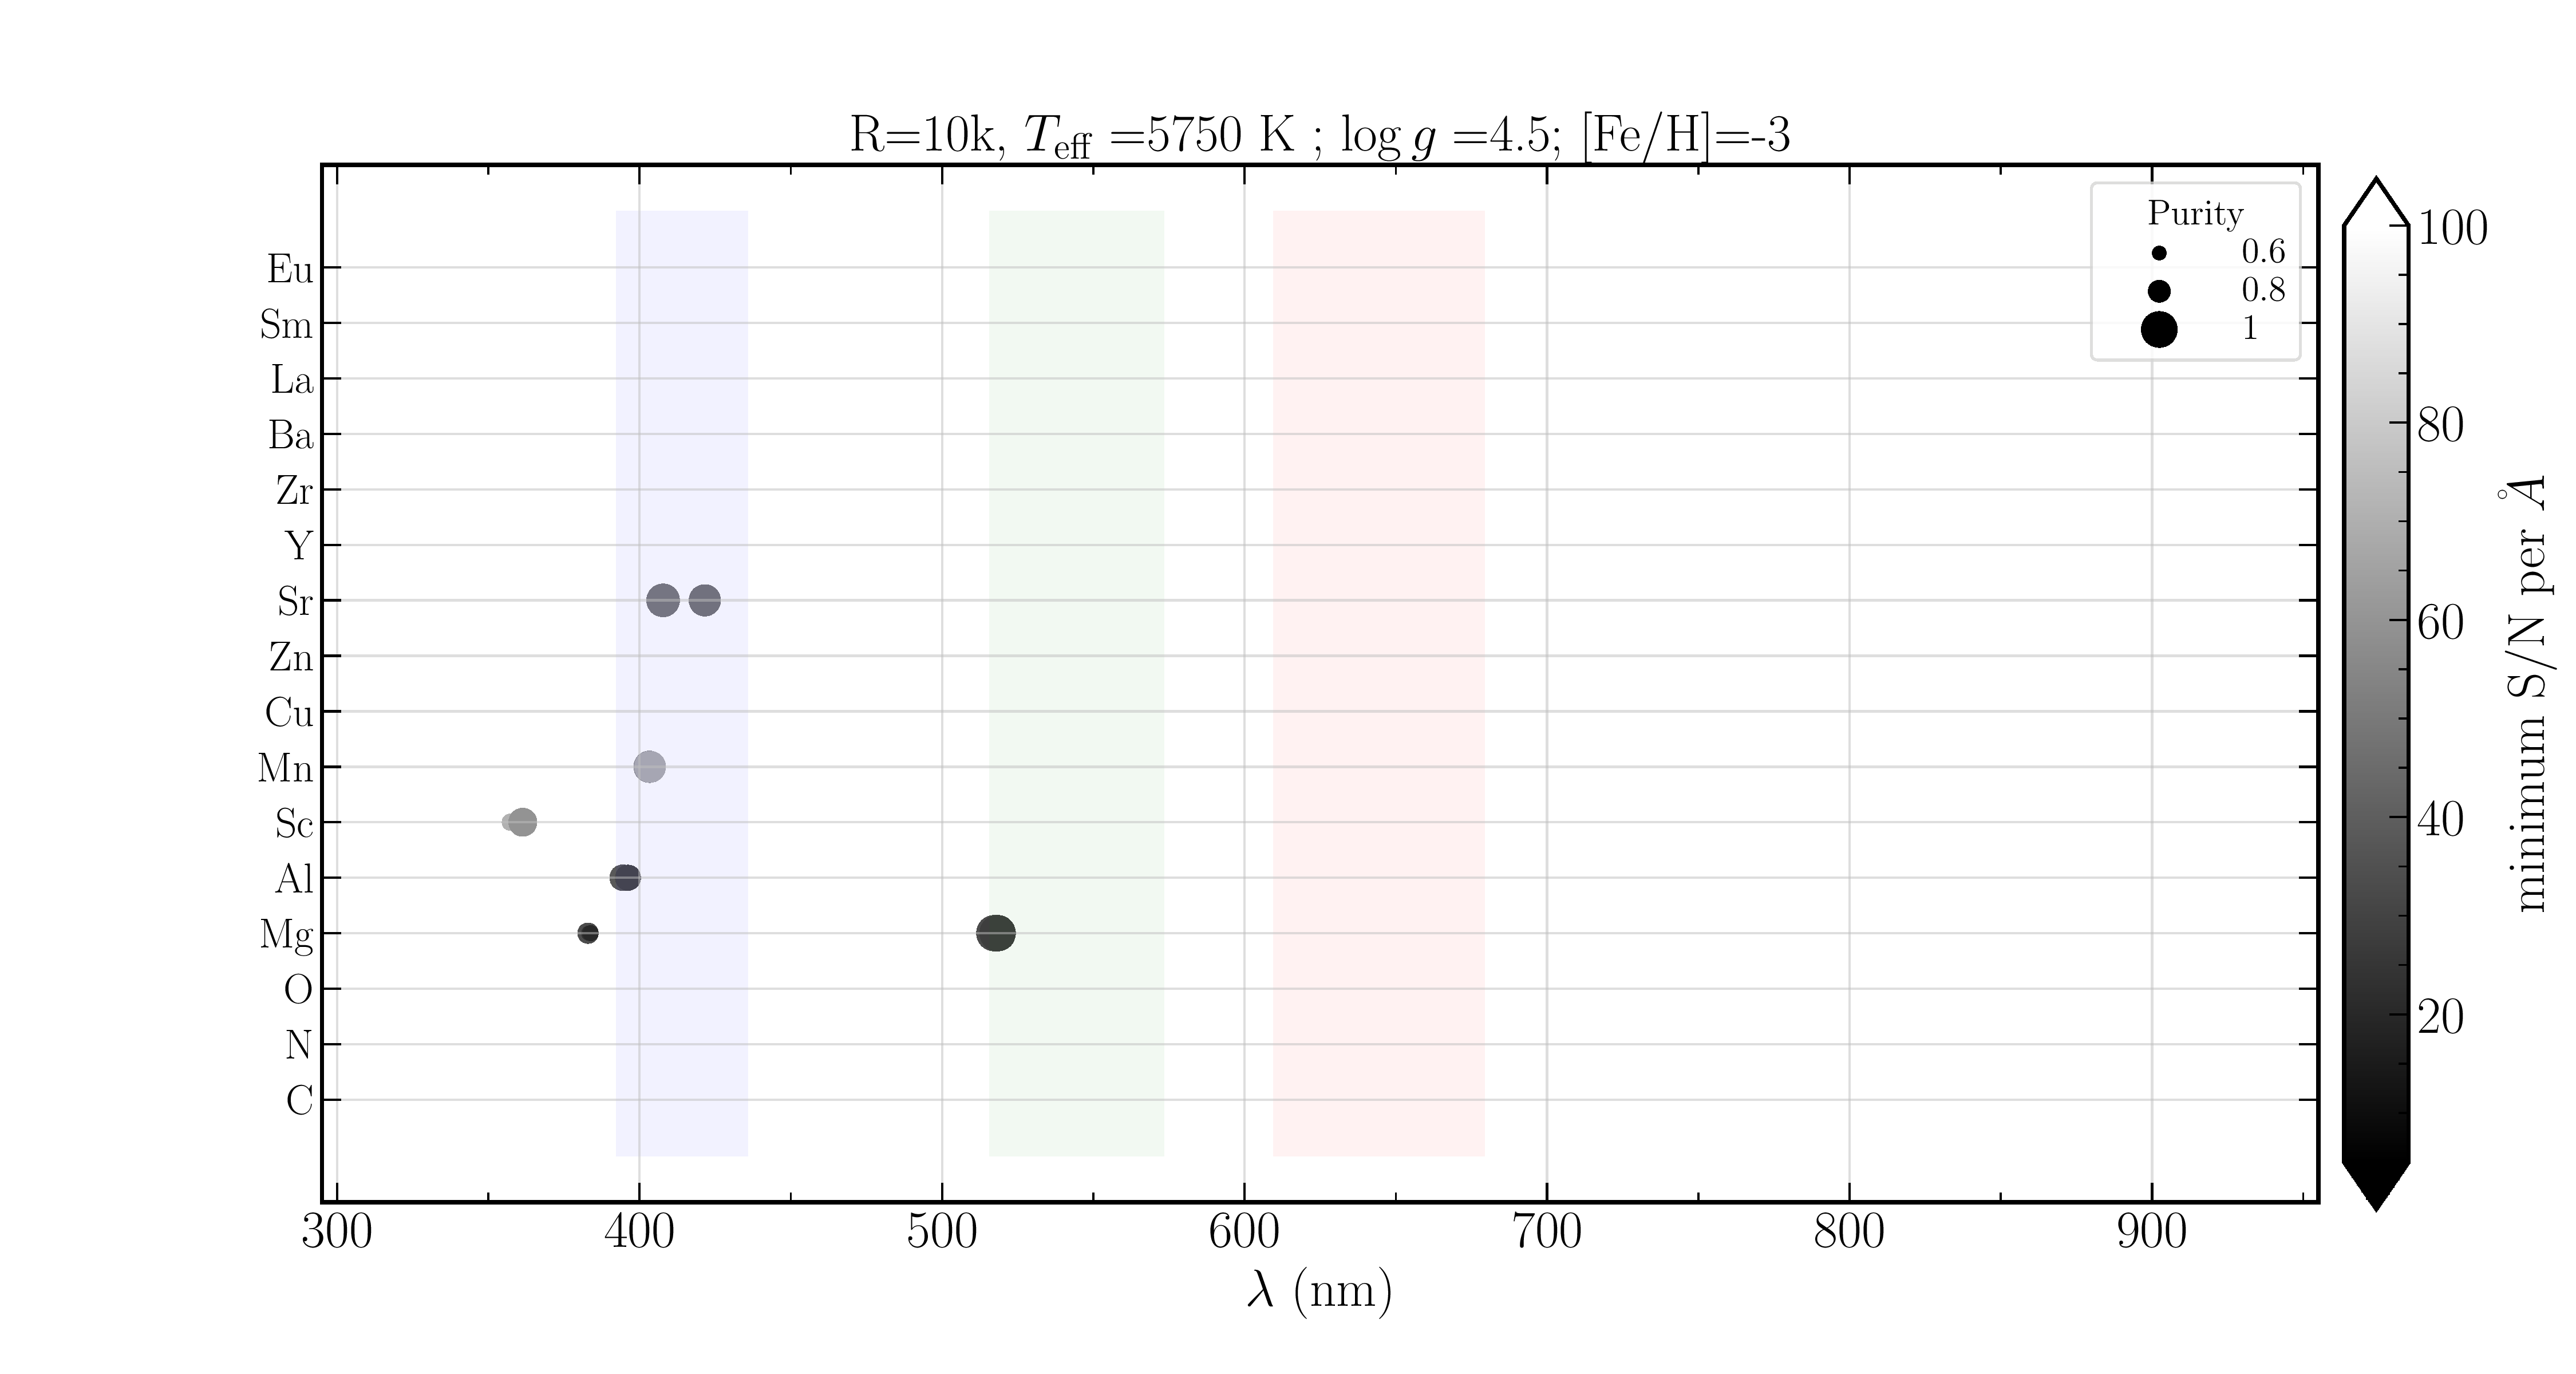 R=10k, T_eff =5750 K ; log g =4.5; [Fe/H]=-3
Purity
0.6
0.8
1
Eu
Sm
La
Ba
Zr
Y
Sr
Zn
Cu
Mn
Sc
Al
Mg
O
N
C
300 400 500 600 700 800 900
λ (nm)
100
80
60
40
20
minimum S/N per Å